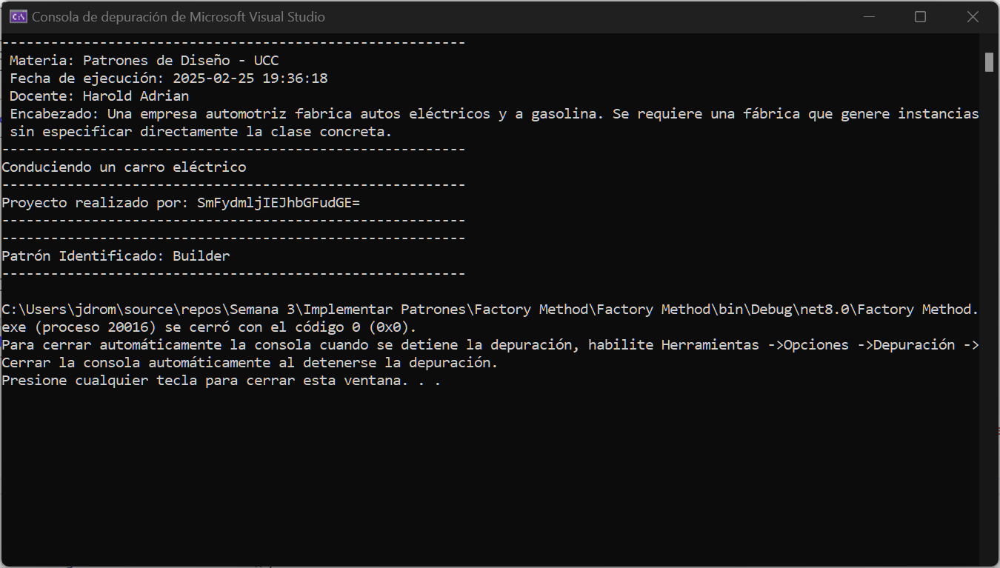 Consola de depuración de Microsoft Visual Studio
---------------------------------------------------------
Materia: Patrones de Diseño - UCC
Fecha de ejecución: 2025-02-25 19:36:18
Docente: Harold Adrian
Encabezado: Una empresa automotriz fabrica autos eléctricos y a gasolina. Se requiere una fábrica que genere instancias
sin especificar directamente la clase concreta.
---------------------------------------------------------
Conduciendo un carro eléctrico
---------------------------------------------------------
Proyecto realizado por: SmFydmljIEJhbGFudGE=
---------------------------------------------------------
---------------------------------------------------------
Patrón Identificado: Builder
---------------------------------------------------------
C:\Users\jdrom\source\repos\Semana 3\Implementar Patrones\Factory Method\Factory Method\bin\Debug\net8.0\Factory Method.
exe (proceso 20016) se cerró con el código 0 (0x0).
Para cerrar automáticamente la consola cuando se detiene la depuración, habilite Herramientas ->Opciones ->Depuración ->
Cerrar la consola automáticamente al detenerse la depuración.
Presione cualquier tecla para cerrar esta ventana. . .